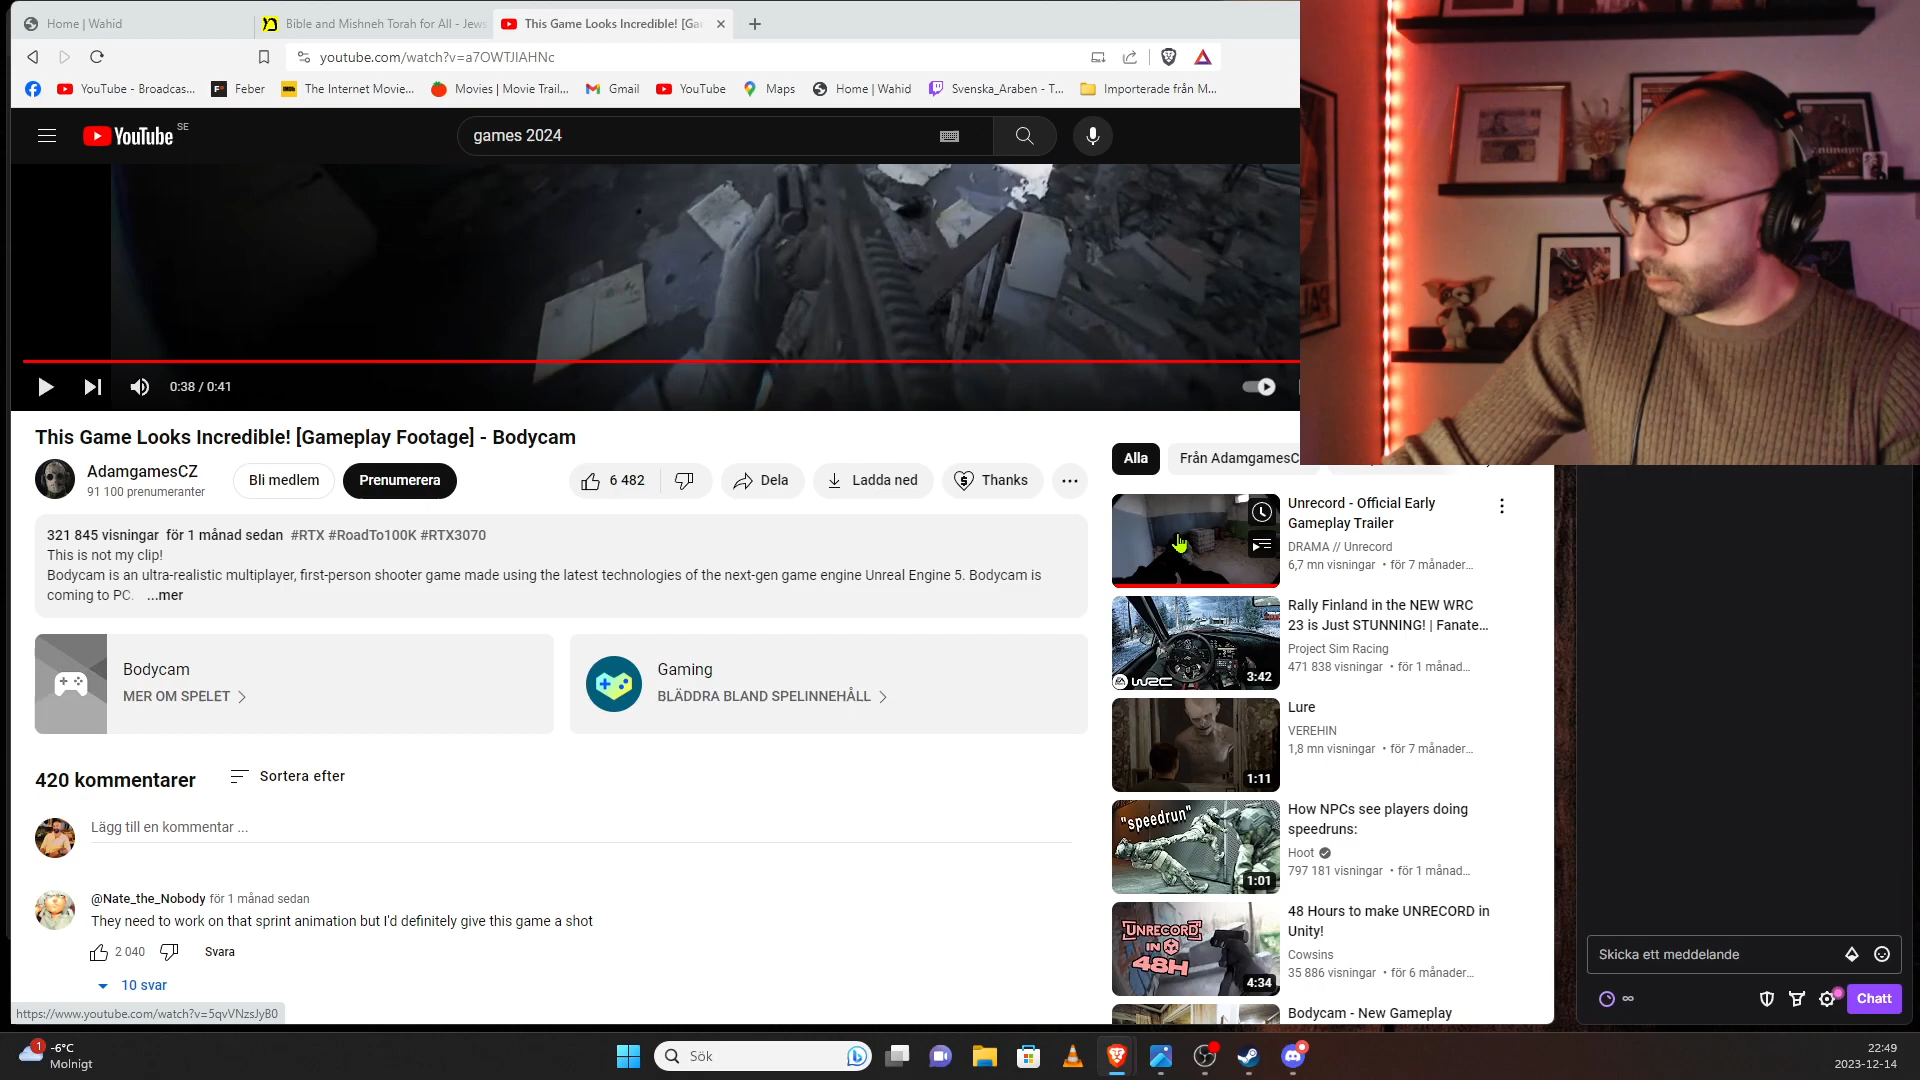 Home | Wahid
Bible and Mishneh Torah for All - Jews
This Game Looks Incredible! [Ga
youtube.com/watch?v=a7OWTJIAHNc
YouTube - Broadcas...
Feber
The Internet Movie...
Movies | Movie Trail...
Gmail
YouTube
Maps
Home | Wahid
Svenska_Araben - T...
Importerade från M...
YouTube SE
games 2024
0:38 / 0:41
This Game Looks Incredible! [Gameplay Footage] - Bodycam
AdamgamesCZ
91 100 prenumeranter
Bli medlem
Prenumerera
6 482
Dela
Ladda ned
Thanks
321 845 visningar för 1 månad sedan #RTX #RoadTo100K #RTX3070
This is not my clip!
Bodycam is an ultra-realistic multiplayer, first-person shooter game made using the latest technologies of the next-gen game engine Unreal Engine 5. Bodycam is
coming to PC. ...mer
Bodycam
MER OM SPELET
Gaming
BLÄDDRA BLAND SPELINNEHÅLL
420 kommentarer
Sortera efter
Lägg till en kommentar ...
@Nate_the_Nobody för 1 månad sedan
They need to work on that sprint animation but I'd definitely give this game a shot
2 040
Svara
10 svar
https://www.youtube.com/watch?v=5qvVNzsJyB0
Alla
Från AdamgamesC
Unrecord - Official Early
Gameplay Trailer
DRAMA // Unrecord
6,7 mn visningar • för 7 månader...
WRC
3:42
Rally Finland in the NEW WRC
23 is Just STUNNING! | Fanate...
Project Sim Racing
471 838 visningar • för 1 månad...
1:11
Lure
VEREHIN
1,8 mn visningar • för 7 månader...
"speedrun"
1:01
How NPCs see players doing
speedruns:
Hoot
797 181 visningar • för 1 månad...
UNRECORD
IN
48H
4:34
48 Hours to make UNRECORD in
Unity!
Cowsins
35 886 visningar • för 6 månader...
Bodycam - New Gameplay
Skicka ett meddelande
Chatt
1
-6°C
Molnigt
Sök
22:49
2023-12-14